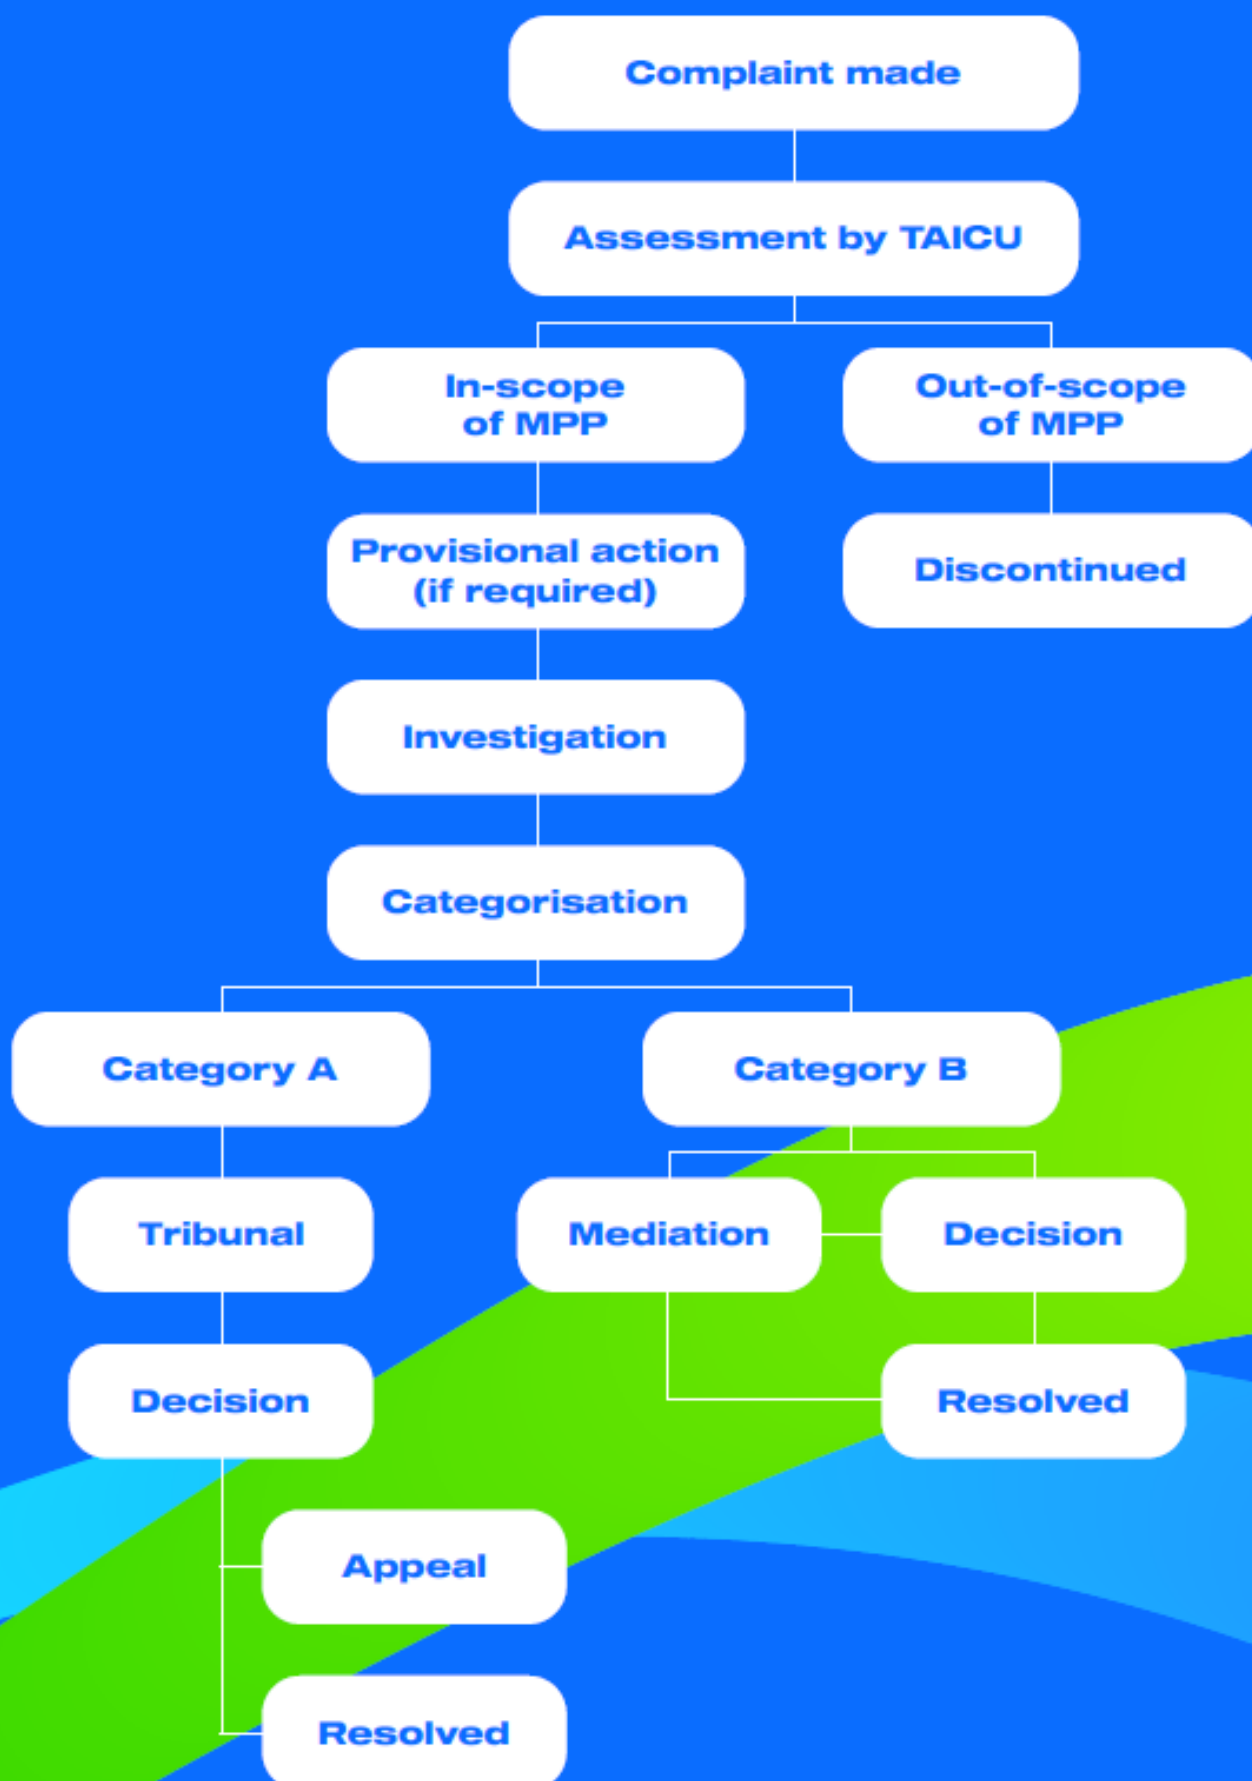 Complaint made
Assessment by TAICU
In-scope
of MPP
Out-of-scope
of MPP
Provisional action
(if required)
Discontinued
Investigation
Categorisation
Category A
Category B
Tribunal
Mediation
Decision
Decision
Resolved
Appeal
Resolved